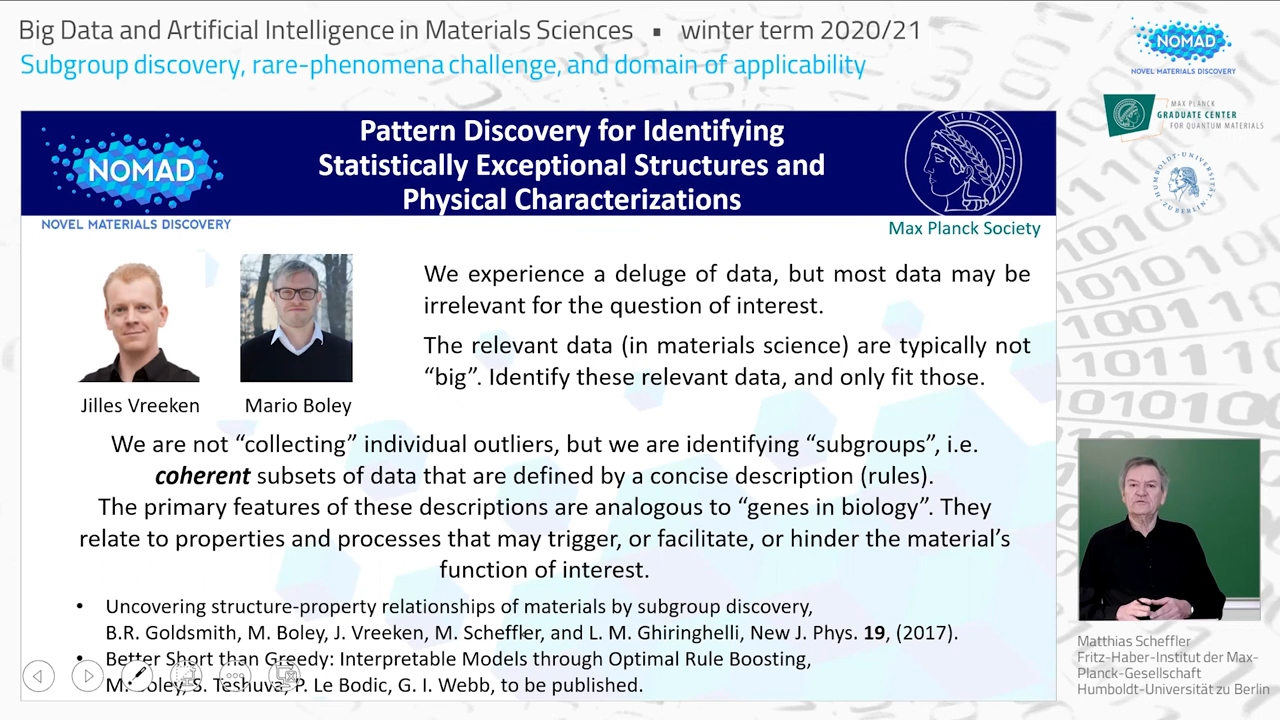 Big Data and Artificial Intelligence in Materials Sciences ▪ winter term 2020/21
Subgroup discovery, rare-phenomena challenge, and domain of applicability
NOMAD
NOVEL MATERIALS DISCOVERY
MAX PLANCK
GRADUATE CENTER
FOR QUANTUM MATERIALS
HUMBOLDT-UNIVERSITÄT ZU BERLIN
NOMAD
NOVEL MATERIALS DISCOVERY
Pattern Discovery for Identifying
Statistically Exceptional Structures and
Physical Characterizations
Max Planck Society
Jilles Vreeken
Mario Boley
We experience a deluge of data, but most data may be
irrelevant for the question of interest.
The relevant data (in materials science) are typically not
“big”. Identify these relevant data, and only fit those.
We are not “collecting” individual outliers, but we are identifying “subgroups”, i.e.
coherent subsets of data that are defined by a concise description (rules).
The primary features of these descriptions are analogous to “genes in biology”. They
relate to properties and processes that may trigger, or facilitate, or hinder the material’s
function of interest.
• Uncovering structure-property relationships of materials by subgroup discovery,
B.R. Goldsmith, M. Boley, J. Vreeken, M. Scheffler, and L. M. Ghiringhelli, New J. Phys. 19, (2017).
• Better Short than Greedy: Interpretable Models through Optimal Rule Boosting,
M. Boley, S. Teshuva, P. Le Bodic, G. I. Webb, to be published.
Matthias Scheffler
Fritz-Haber-Institut der Max-
Planck-Gesellschaft
Humboldt-Universität zu Berlin